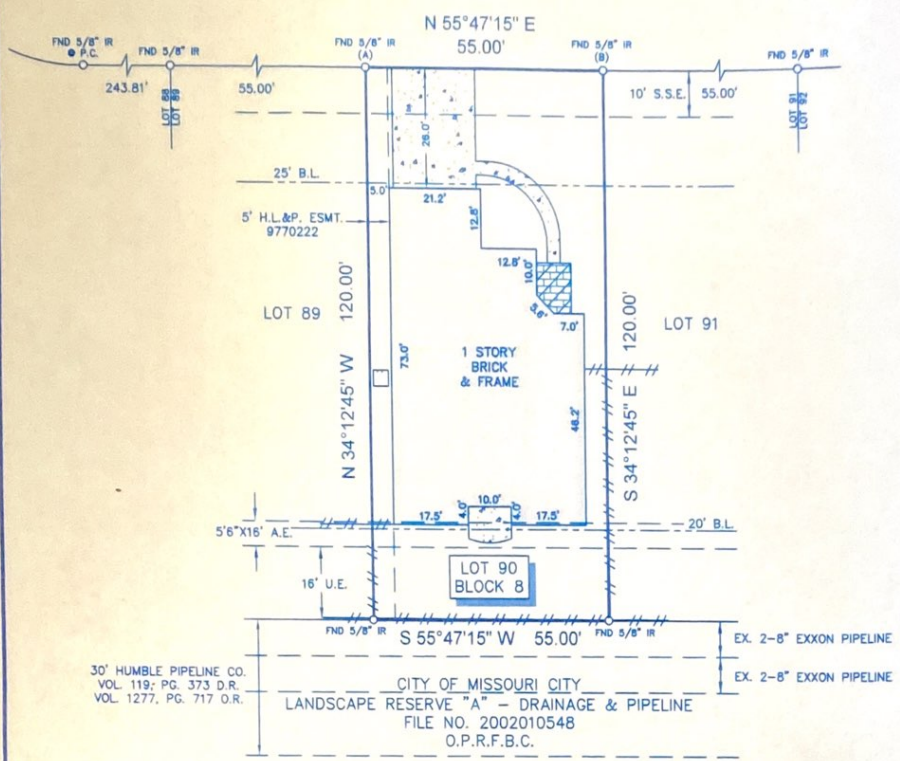 N 55°47'15" E
55.00'
FND 5/8" IR
P.C.
FND 5/8" IR
FND 5/8" IR
(A)
FND 5/8" IR
(B)
FND 5/8" IR
243.81'
LOT 88
LOT 89
55.00'
10' S.S.E.
55.00'
LOT 91
LOT 92
26.0'
25' B.L.
5.0'
21.2'
12.8'
5' H.L.&P. ESMT.
9770222
12.8'
10.0'
5.6'
7.0'
LOT 89
N 34°12'45" W 120.00'
73.0'
1 STORY
BRICK
& FRAME
48.2'
S 34°12'45" E 120.00'
LOT 91
10.0'
17.5'
4.0'
4.0'
17.5'
20' B.L.
5'6"X16' A.E.
16' U.E.
LOT 90
BLOCK 8
FND 5/8" IR
S 55°47'15" W 55.00'
FND 5/8" IR
EX. 2-8" EXXON PIPELINE
EX. 2-8" EXXON PIPELINE
30' HUMBLE PIPELINE CO.
VOL. 119; PG. 373 D.R.
VOL. 1277, PG. 717 O.R.
CITY OF MISSOURI CITY
LANDSCAPE RESERVE "A" - DRAINAGE & PIPELINE
FILE NO. 2002010548
O.P.R.F.B.C.